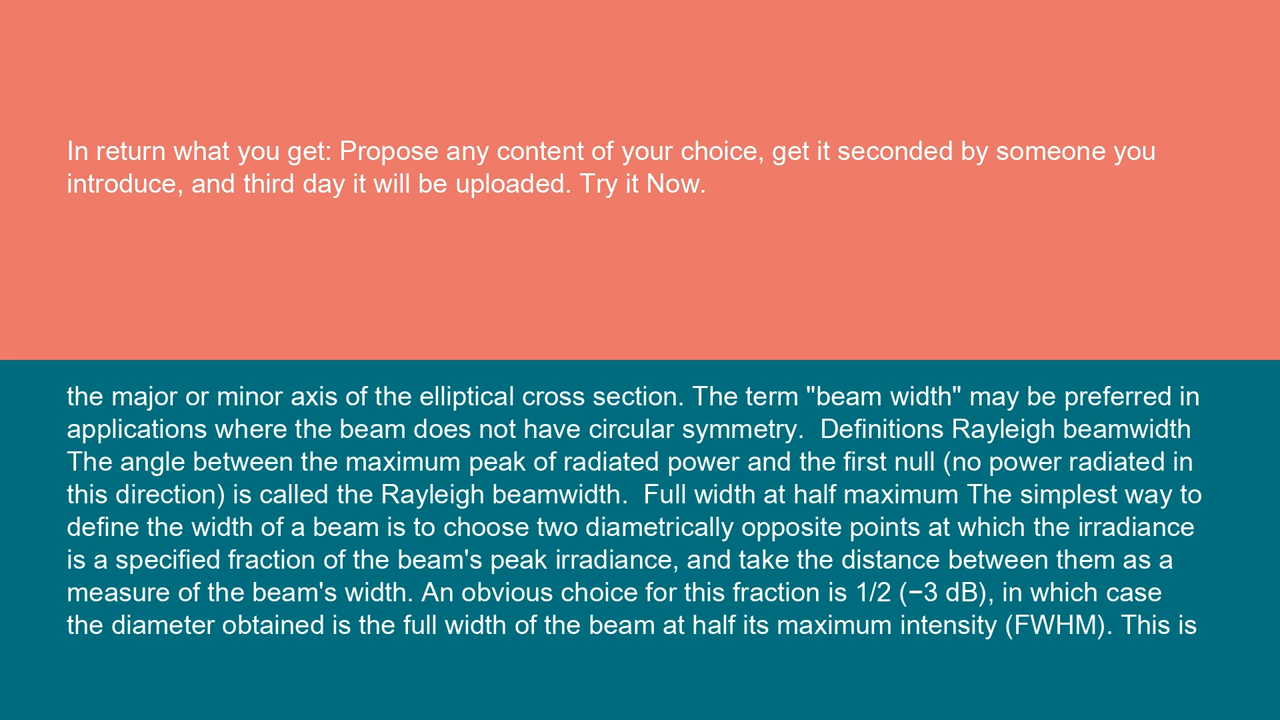 In return what you get: Propose any content of your choice, get it seconded by someone you
introduce, and third day it will be uploaded. Try it Now.
the major or minor axis of the elliptical cross section. The term "beam width" may be preferred in
applications where the beam does not have circular symmetry.  Definitions Rayleigh beamwidth
The angle between the maximum peak of radiated power and the first null (no power radiated in
this direction) is called the Rayleigh beamwidth.  Full width at half maximum The simplest way to
define the width of a beam is to choose two diametrically opposite points at which the irradiance
is a specified fraction of the beam's peak irradiance, and take the distance between them as a
measure of the beam's width. An obvious choice for this fraction is 1/2 (−3 dB), in which case
the diameter obtained is the full width of the beam at half its maximum intensity (FWHM). This is